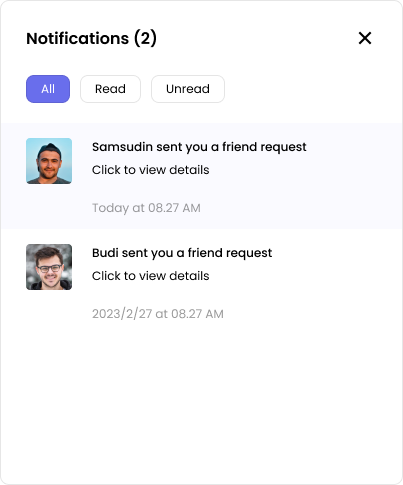 Notifications (2)
All
Read
Unread
Samsudin sent you a friend request
Click to view details
Today at 08.27 AM
Budi sent you a friend request
Click to view details
2023/2/27 at 08.27 AM